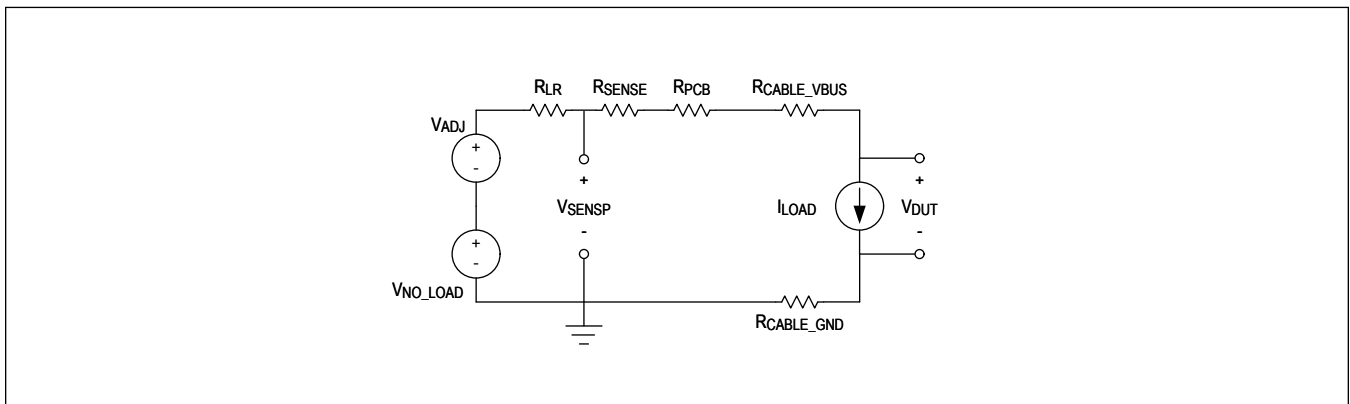 RLR RSENSE RPCB RCABLE_VBUS
VADJ
+
-
+
VSENSP
-
ILOAD
+
VDUT
-
+
-
VNO_LOAD
RCABLE_GND